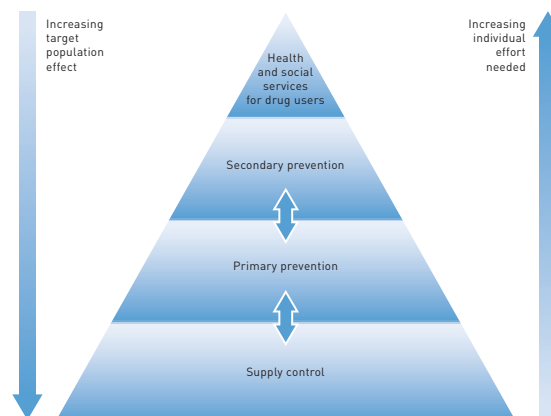 Increasing
target
population
effect
Increasing
individual
effort
needed
Health
and social
services
for drug users
Secondary prevention
Primary prevention
Supply control